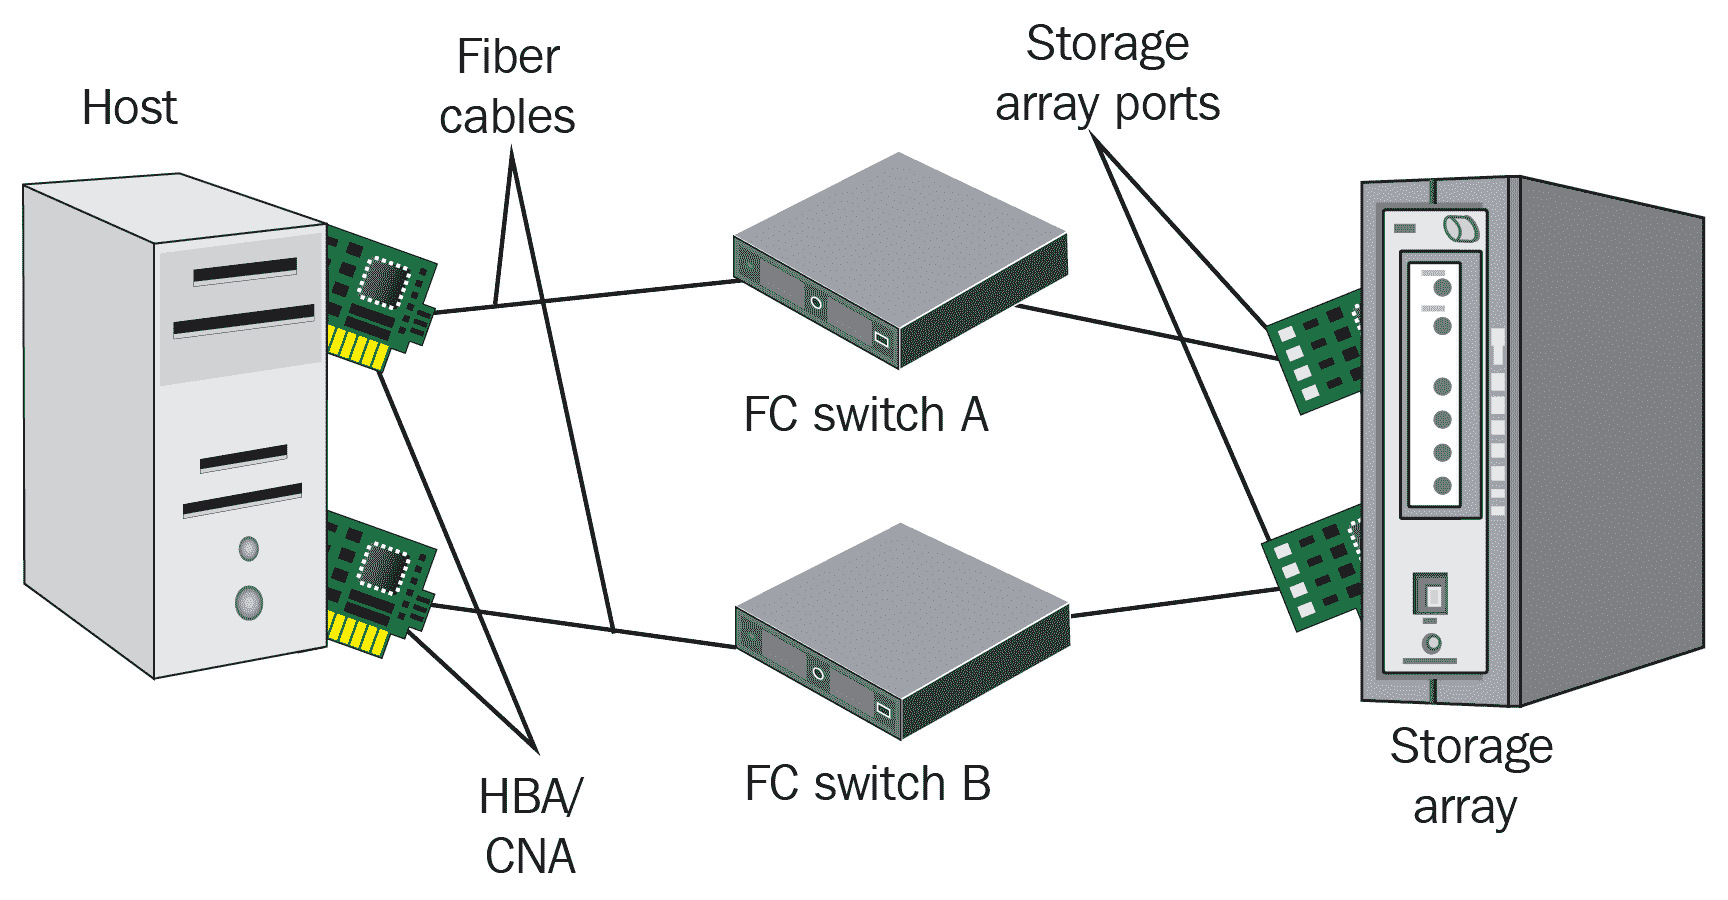 Host
Fiber
cables
Storage
array ports
FC switch A
FC switch B
HBA/
CNA
Storage
array